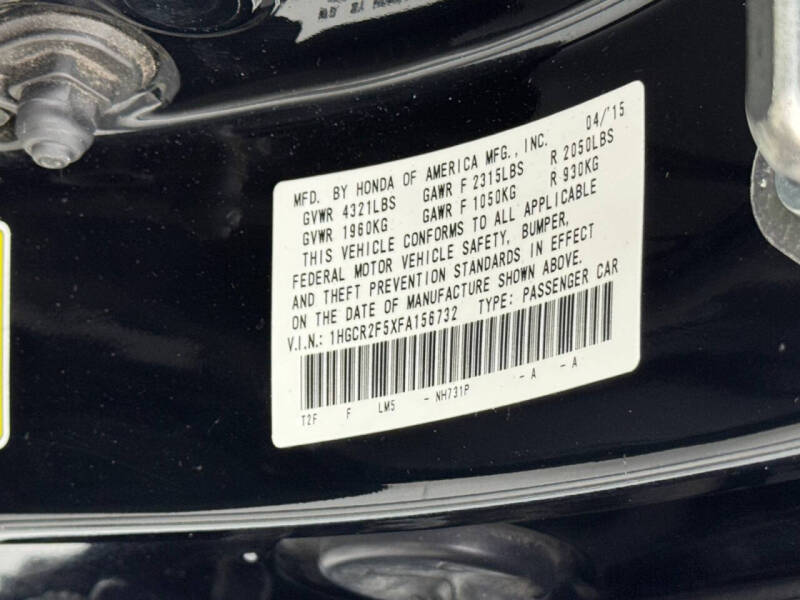 MFD. BY HONDA OF AMERICA MFG., INC. 04/'15
GVWR 4321LBS GAWR F 2315LBS R 2050LBS
GVWR 1960KG GAWR F 1050KG R 930KG
THIS VEHICLE CONFORMS TO ALL APPLICABLE
FEDERAL MOTOR VEHICLE SAFETY, BUMPER,
AND THEFT PREVENTION STANDARDS IN EFFECT
ON THE DATE OF MANUFACTURE SHOWN ABOVE.
V.I.N.: 1HGCR2F5XFA156732 TYPE: PASSENGER CAR
T2F F LM5 - NH731P - A - A